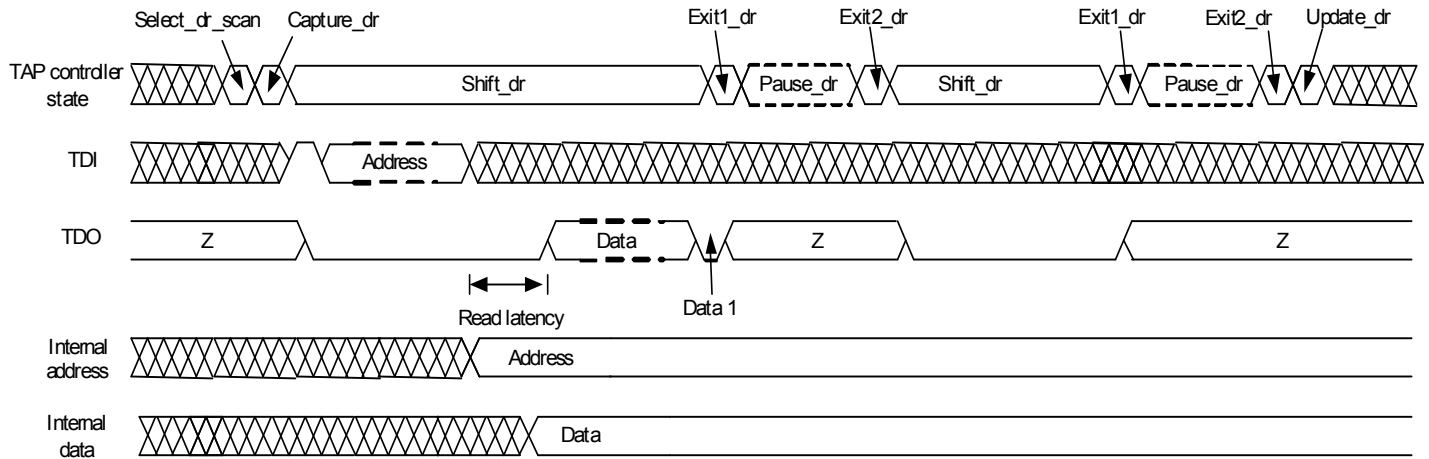 Select_dr_scan Capture_dr Exit1_dr Exit2_dr Exit1_dr Exit2_dr Update_dr
TAP controller
state
Shift_dr Pause_dr Shift_dr Pause_dr
TDI
Address
TDO
Z Data Z Z
Read latency
Data 1
Internal
address
Address
Internal
data
Data